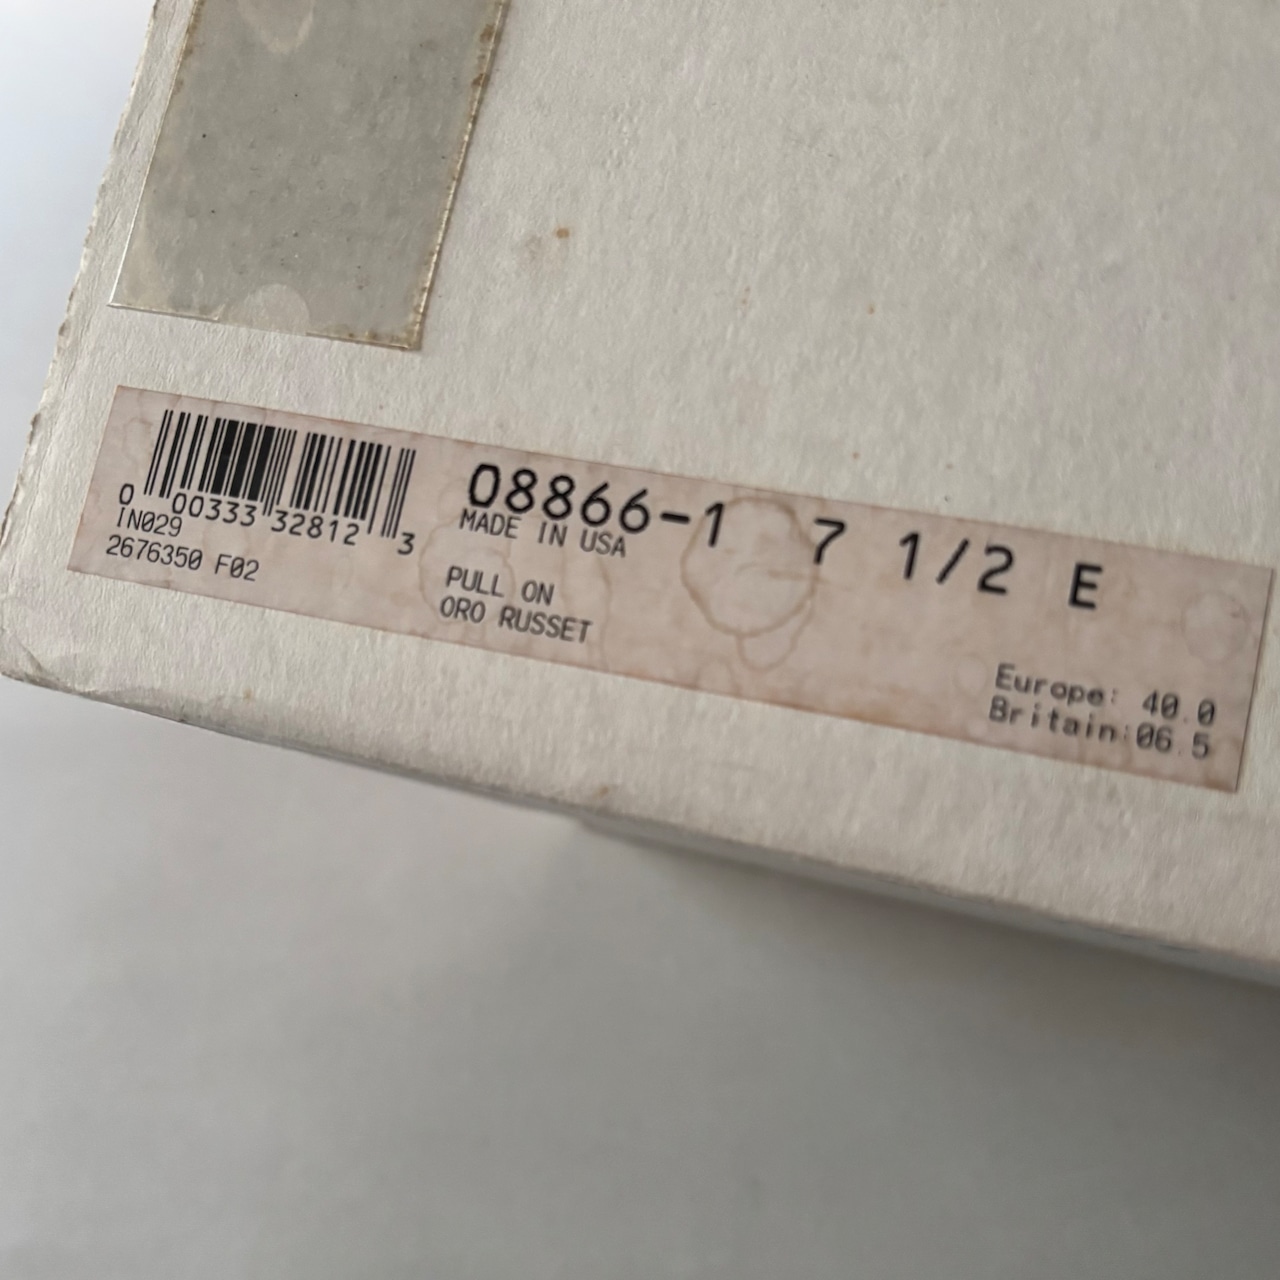 0 00333 32812 3
IN029
2676350 F02
08866-1 7 1/2 E
MADE IN USA
PULL ON
ORO RUSSET
Europe: 40.0
Britain:06.5